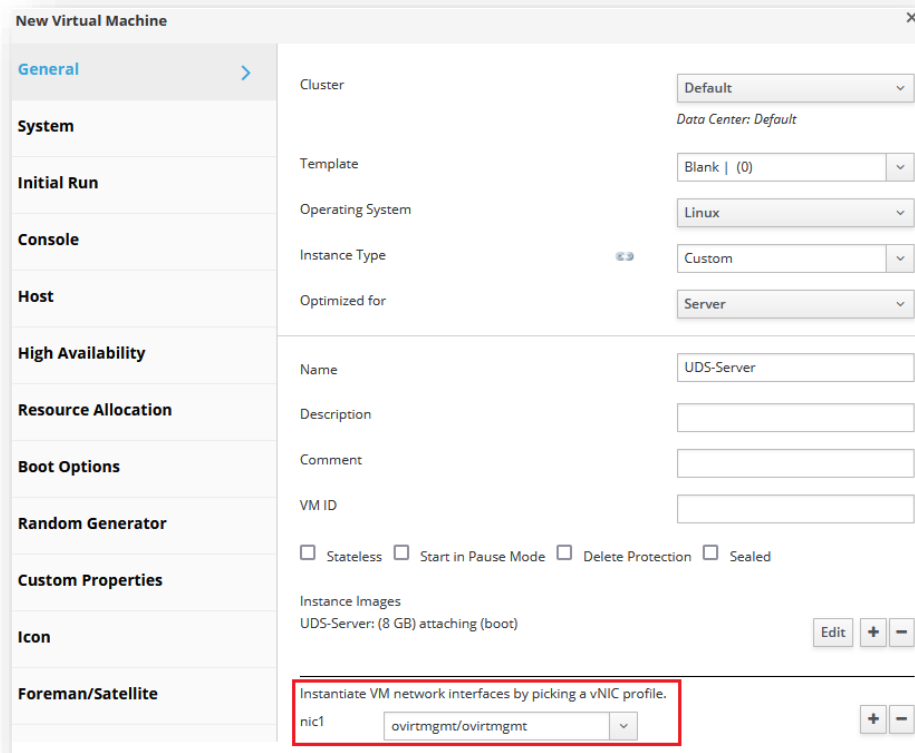 New Virtual Machine
General
System
Initial Run
Console
Host
High Availability
Resource Allocation
Boot Options
Random Generator
Custom Properties
Icon
Foreman/Satellite
Cluster Default
Data Center: Default
Template Blank | (0)
Operating System Linux
Instance Type Custom
Optimized for Server
Name UDS-Server
Description
Comment
VM ID
Stateless Start in Pause Mode Delete Protection Sealed
Instance Images
UDS-Server: (8 GB) attaching (boot) Edit + −
Instantiate VM network interfaces by picking a vNIC profile.
nic1 ovirtmgmt/ovirtmgmt + −